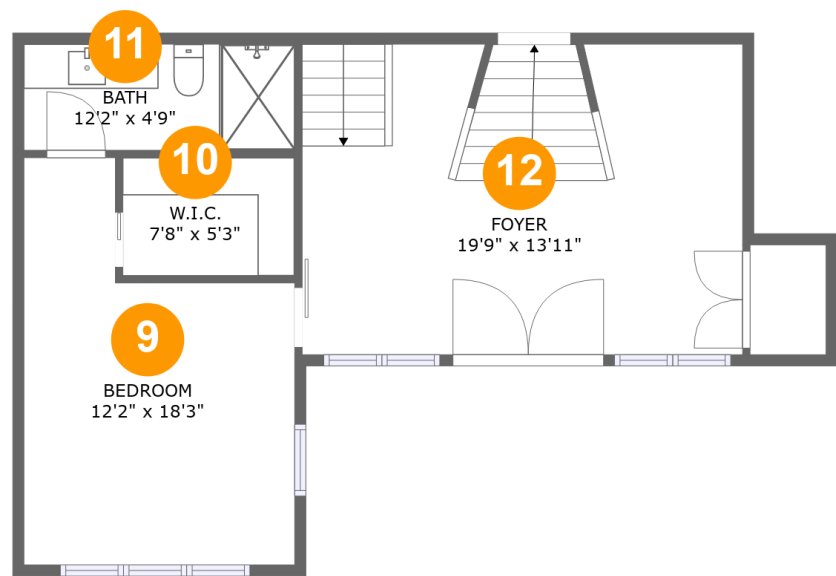 11
BATH
12'2" x 4'9"
10
W.I.C.
7'8" x 5'3"
12
FOYER
19'9" x 13'11"
9
BEDROOM
12'2" x 18'3"